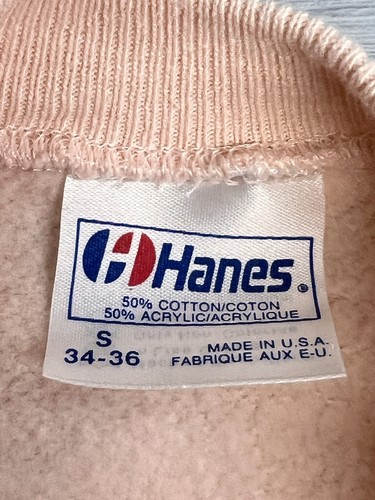 Hanes®
50% COTTON/COTON
50% ACRYLIC/ACRYLIQUE
S
34-36
MADE IN U.S.A.
FABRIQUE AUX E-U.